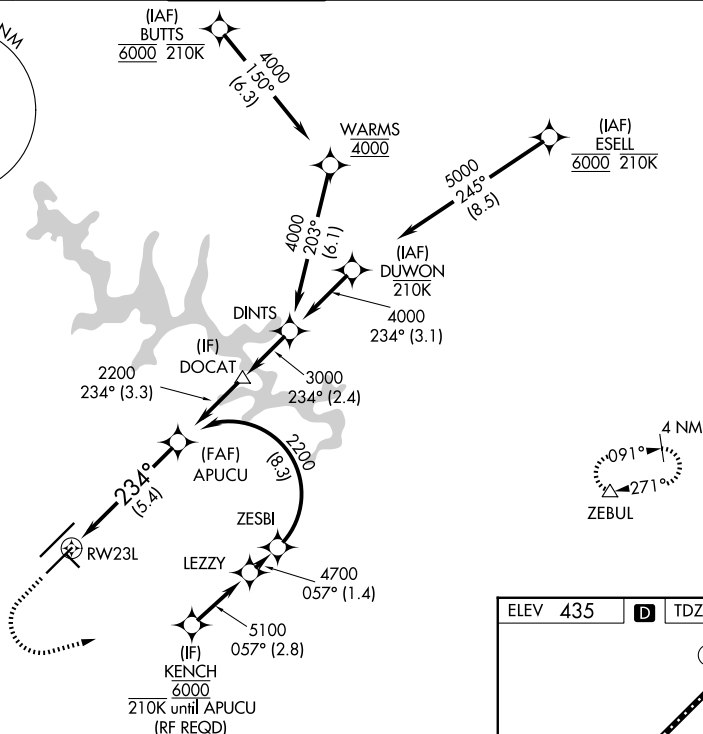 NM
(IAF)
BUTTS
6000 210K
4000
150°
(6.3)
WARMS
4000
(IAF)
ESELL
6000 210K
5000
245°
(8.5)
4000
203°
(6.1)
(IAF)
DUWON
210K
4000
234° (3.1)
DINTS
(IF)
DOCAT
3000
234° (2.4)
2200
234° (3.3)
(FAF)
APUCU
2200
(8.3)
234°
(5.4)
RW23L
ZESBI
LEZZY
4700
057° (1.4)
5100
057° (2.8)
(IF)
KENCH
6000
210K until APUCU
(RF REQD)
4 NM
091°
271°
ZEBUL
ELEV 435
D
TDZ